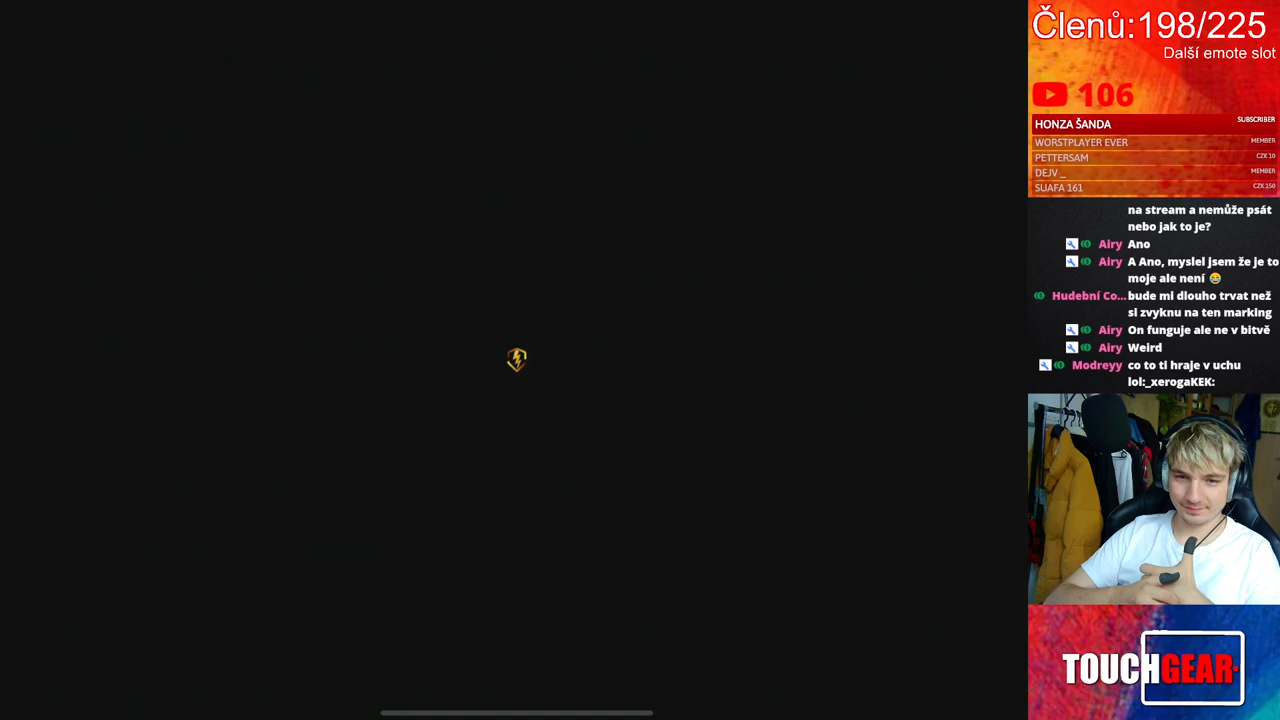 Členů:198/225
Další emote slot
106
HONZA ŠANDA SUBSCRIBER
WORSTPLAYER EVER MEMBER
PETTERSAM CZK 10
DEJV _ MEMBER
SUAFA 161 CZK 150
na stream a nemůže psát
nebo jak to je?
Airy Ano
Airy A Ano, myslel jsem že je to
moje ale není 😂
Hudební Co... bude mi dlouho trvat než
si zvyknu na ten marking
Airy On funguje ale ne v bitvě
Airy Weird
Modreyy co to ti hraje v uchu
lol:_xerogaKEK:
TOUCHGEAR